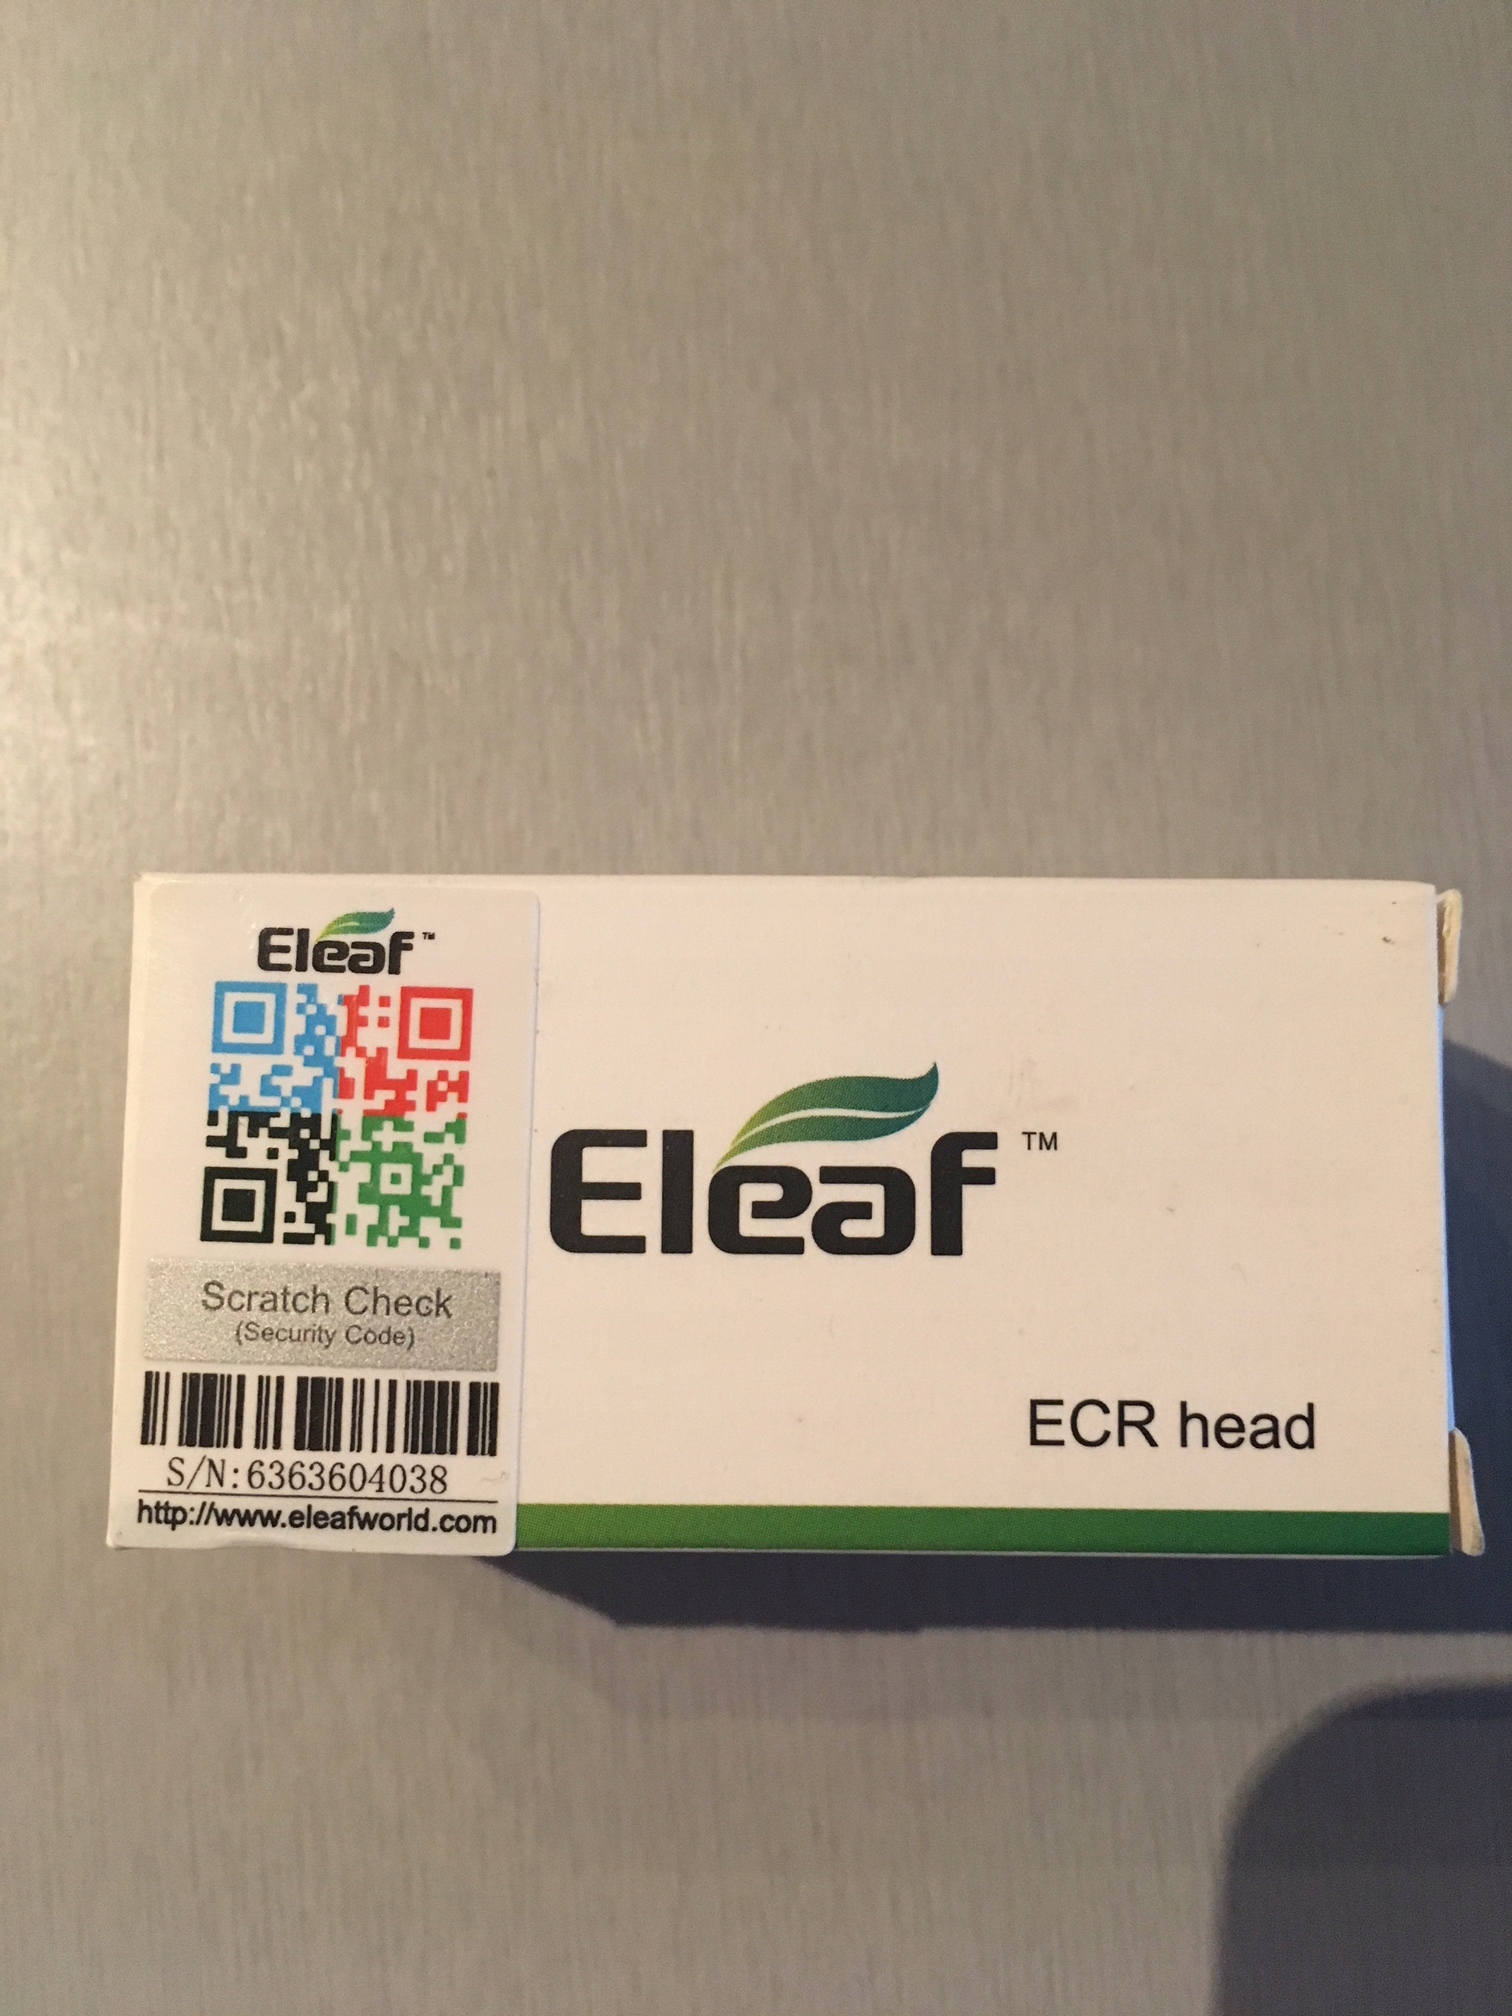 Eleaf™
Scratch Check
(Security Code)
S/N:6363604038
http://www.eleafworld.com
Eleaf™
ECR head